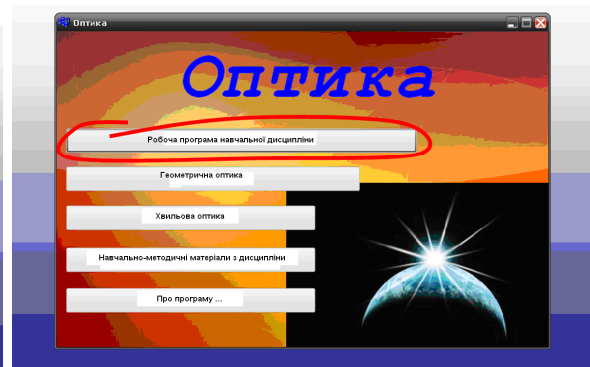 Оптика
Оптика
Робоча програма навчальної дисципліни
Геометрична оптика
Хвильова оптика
Навчально-методичні матеріали з дисципліни
Про програму ...